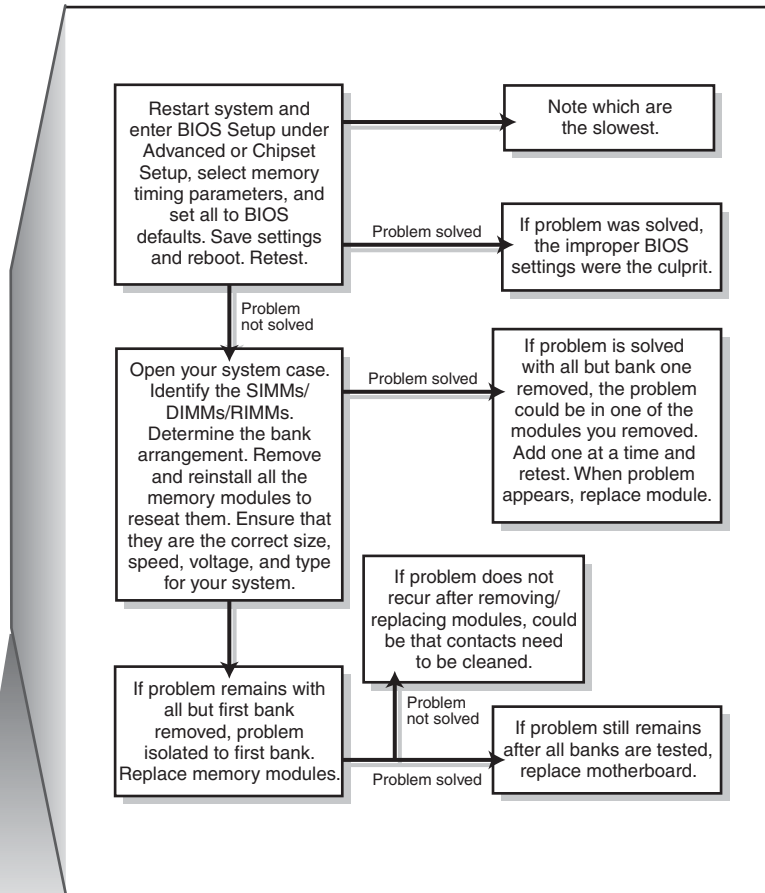 Restart system and
enter BIOS Setup under
Advanced or Chipset
Setup, select memory
timing parameters, and
set all to BIOS
defaults. Save settings
and reboot. Retest.
Note which are
the slowest.
Problem solved
If problem was solved,
the improper BIOS
settings were the culprit.
Problem
not solved
Open your system case.
Identify the SIMMs/
DIMMs/RIMMs.
Determine the bank
arrangement. Remove
and reinstall all the
memory modules to
reseat them. Ensure that
they are the correct size,
speed, voltage, and type
for your system.
Problem solved
If problem is solved
with all but bank one
removed, the problem
could be in one of the
modules you removed.
Add one at a time and
retest. When problem
appears, replace module.
If problem does not
recur after removing/
replacing modules, could
be that contacts need
to be cleaned.
If problem remains with
all but first bank
removed, problem
isolated to first bank.
Replace memory modules.
Problem
not solved
Problem solved
If problem still remains
after all banks are tested,
replace motherboard.